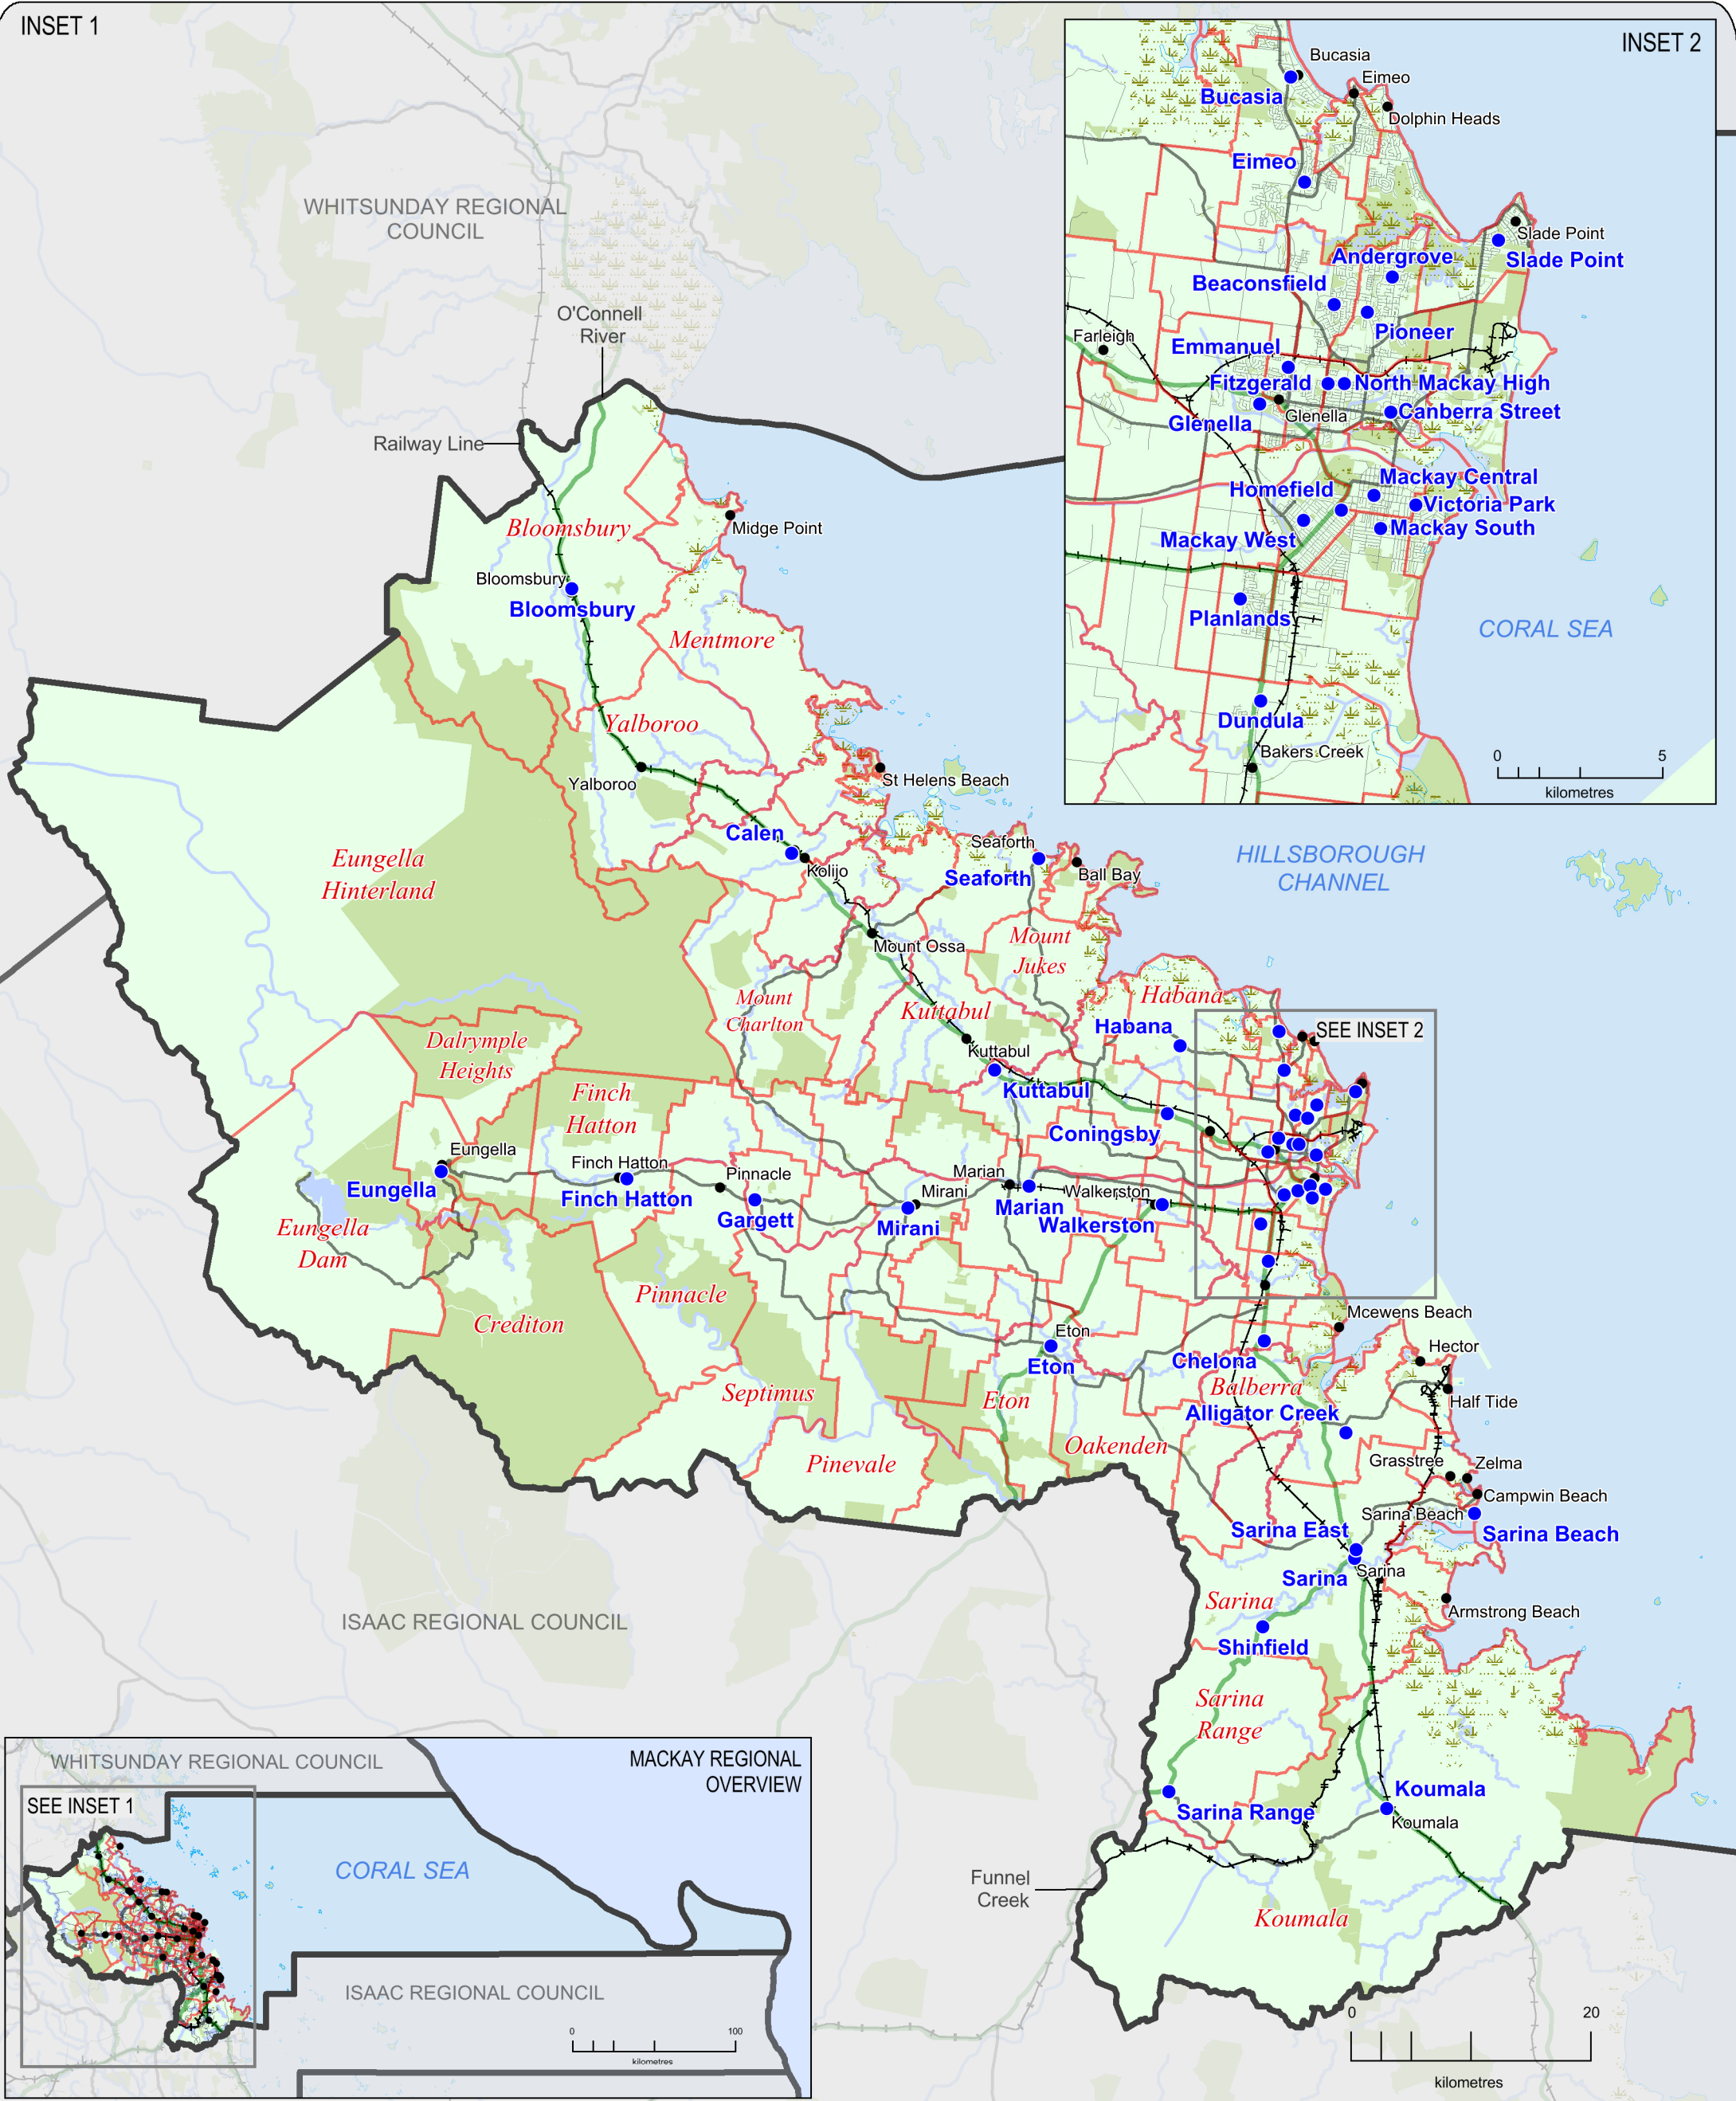 INSET 1
INSET 2
Bucasia
Bucasia
Eimeo
Dolphin Heads
Eimeo
Slade Point
Slade Point
Andergrove
Beaconsfield
Pioneer
Farleigh
Emmanuel
Fitzgerald
North Mackay High
Glenella
Glenella
Canberra Street
Mackay Central
Homefield
Victoria Park
Mackay South
Mackay West
Planlands
CORAL SEA
Dundula
Bakers Creek
0
5
kilometres
WHITSUNDAY REGIONAL
COUNCIL
O'Connell
River
Railway Line
Bloomsbury
Midge Point
Bloomsbury
Bloomsbury
Mentmore
Yalboroo
Yalboroo
St Helens Beach
Calen
Kolijo
Seaforth
Seaforth
Ball Bay
HILLSBOROUGH
CHANNEL
Eungella
Hinterland
Mount Ossa
Mount
Jukes
Mount
Charlton
Kuttabul
Habana
Habana
SEE INSET 2
Dalrymple
Heights
Kuttabul
Kuttabul
Finch
Hatton
Coningsby
Eungella
Eungella
Finch Hatton
Finch Hatton
Pinnacle
Gargett
Mirani
Mirani
Marian
Marian
Walkerston
Walkerston
Eungella
Dam
Pinnacle
Crediton
Mcewens Beach
Hector
Eton
Eton
Chelona
Balberra
Half Tide
Septimus
Eton
Alligator Creek
Oakenden
Pinevale
Grasstree
Zelma
Campwin Beach
Sarina Beach
Sarina Beach
Sarina East
Sarina
Sarina
Sarina
Armstrong Beach
Shinfield
ISAAC REGIONAL COUNCIL
Sarina
Range
Sarina Range
Koumala
Koumala
Funnel
Creek
Koumala
0
20
kilometres
WHITSUNDAY REGIONAL COUNCIL
MACKAY REGIONAL
OVERVIEW
SEE INSET 1
CORAL SEA
ISAAC REGIONAL COUNCIL
0
100
kilometres